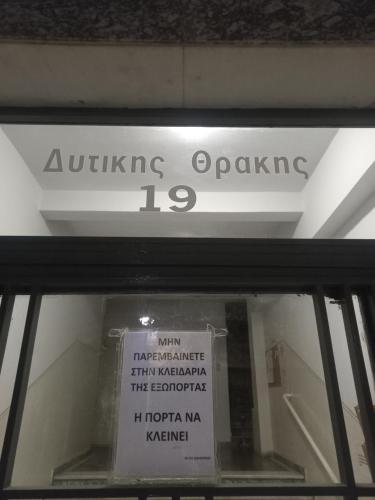 Δυτικης Θρακης
19
ΜΗΝ
ΠΑΡΕΜΒΑΙΝΕΤΕ
ΣΤΗΝ ΚΛΕΙΔΑΡΙΑ
ΤΗΣ ΕΞΩΠΟΡΤΑΣ
Η ΠΟΡΤΑ ΝΑ
ΚΛΕΙΝΕΙ